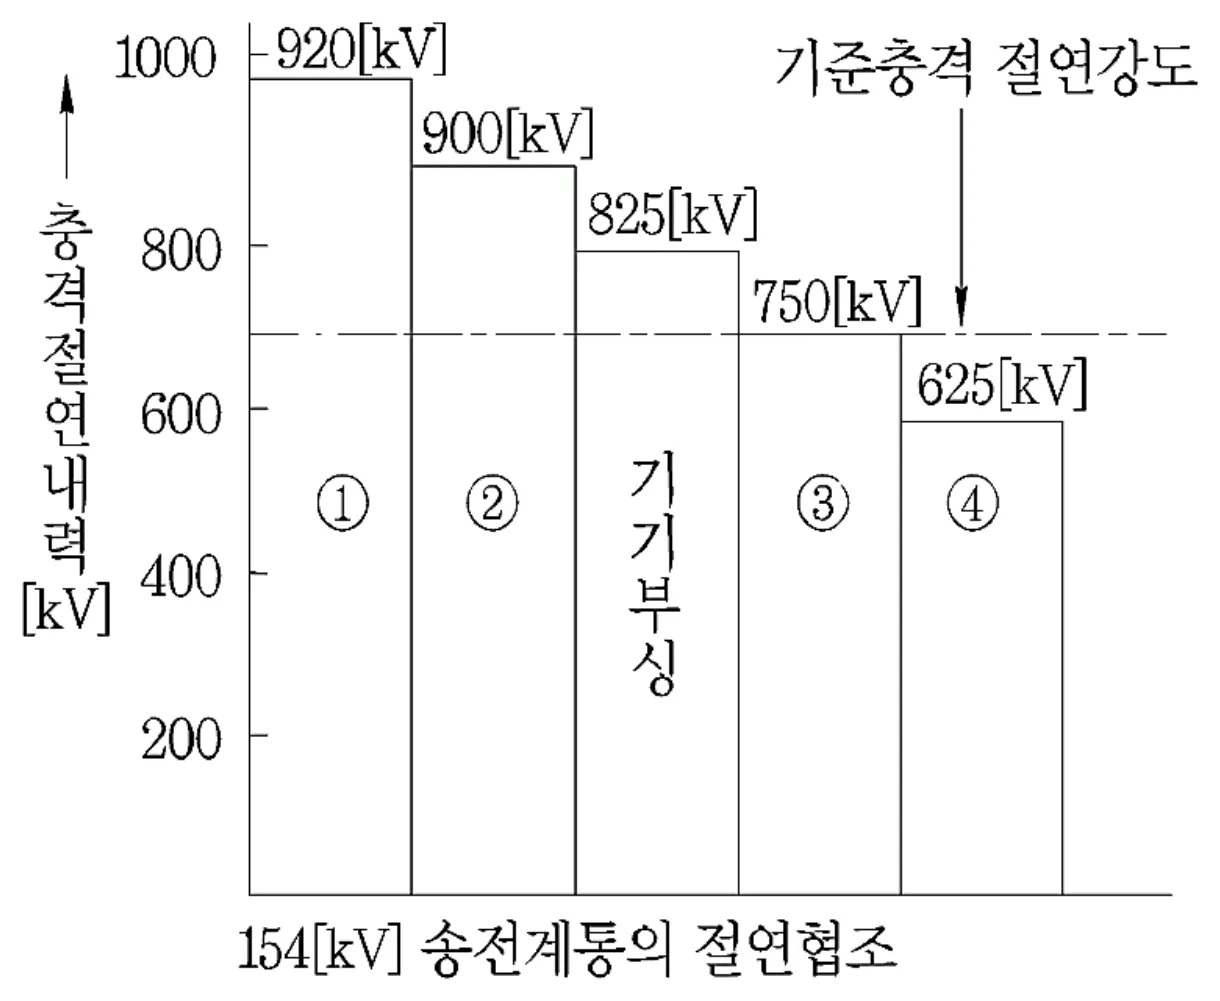 1000
920[kV]
기준충격 절연강도
900[kV]
충격절연내력
[kV]
825[kV]
800
750[kV]
625[kV]
600
①
②
기기부싱
③
④
400
200
154[kV] 송전계통의 절연협조